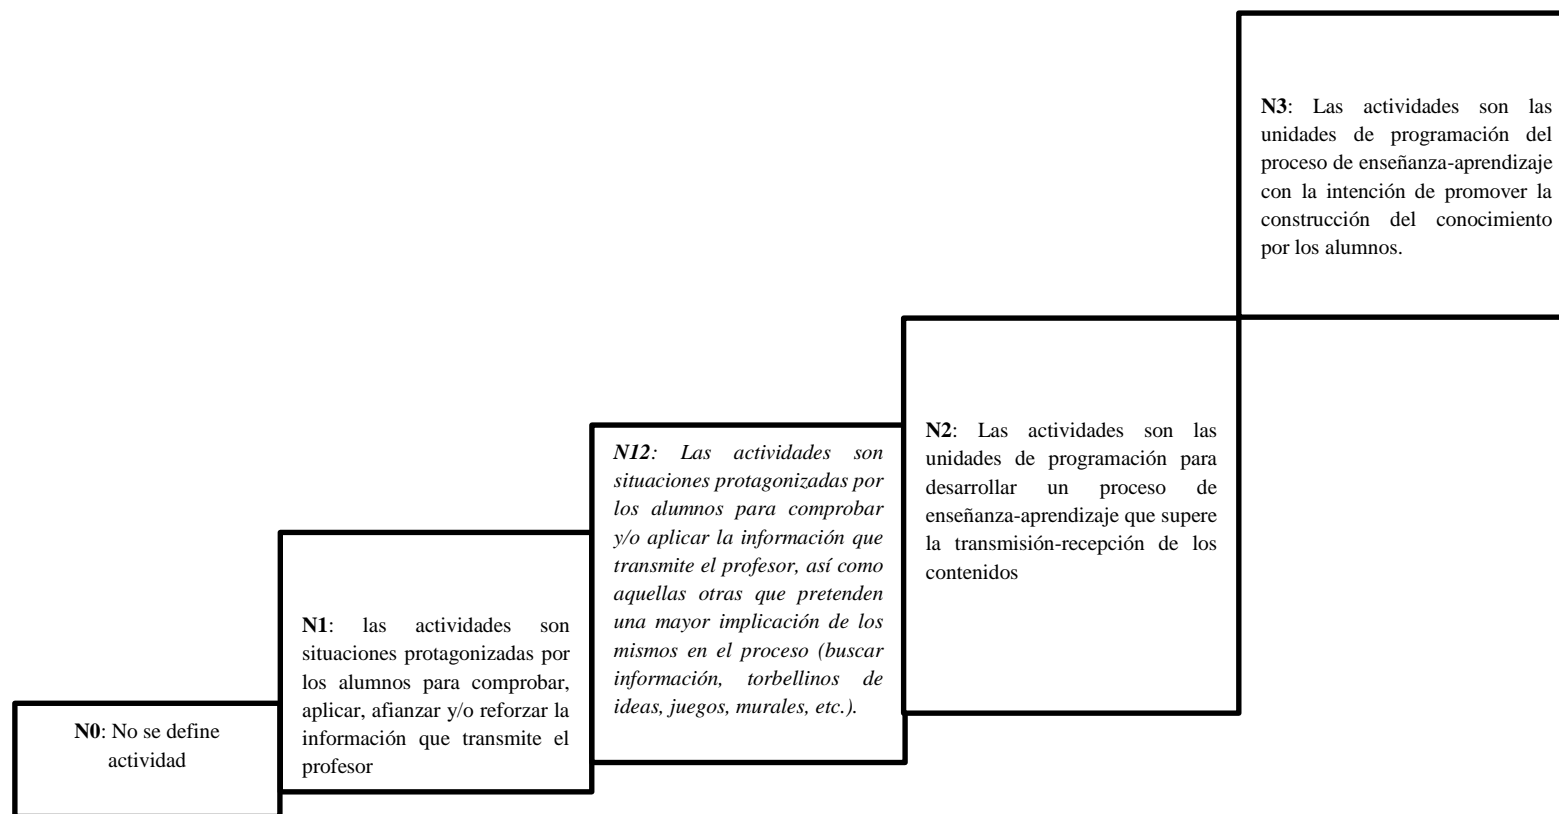 N3: Las actividades son las
unidades de programación del
proceso de enseñanza-aprendizaje
con la intención de promover la
construcción del conocimiento
por los alumnos.
N2: Las actividades son las
unidades de programación para
desarrollar un proceso de
enseñanza-aprendizaje que supere
la transmisión-recepción de los
contenidos
N12: Las actividades son
situaciones protagonizadas por
los alumnos para comprobar
y/o aplicar la información que
transmite el profesor, así como
aquellas otras que pretenden
una mayor implicación de los
mismos en el proceso (buscar
información, torbellinos de
ideas, juegos, murales, etc.).
N1: las actividades son
situaciones protagonizadas por
los alumnos para comprobar,
aplicar, afianzar y/o reforzar la
información que transmite el
profesor
N0: No se define
actividad